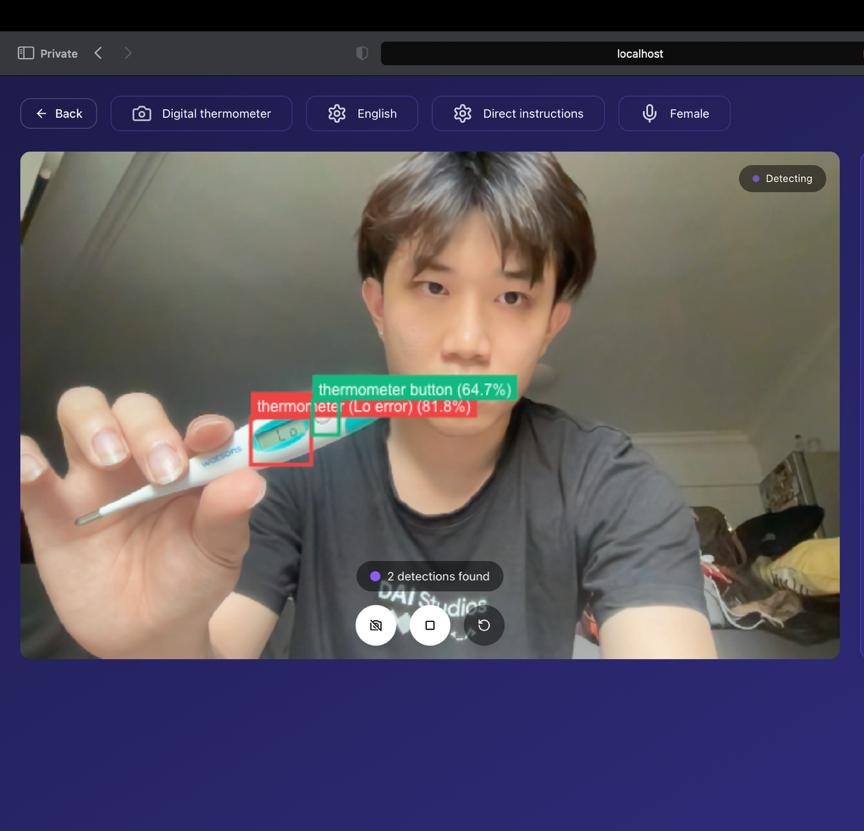 Private
localhost
Back
Digital thermometer
English
Direct instructions
Female
Detecting
thermometer button (64.7%)
thermometer (Lo error) (81.8%)
Lo
watsons
2 detections found
DAI Studios